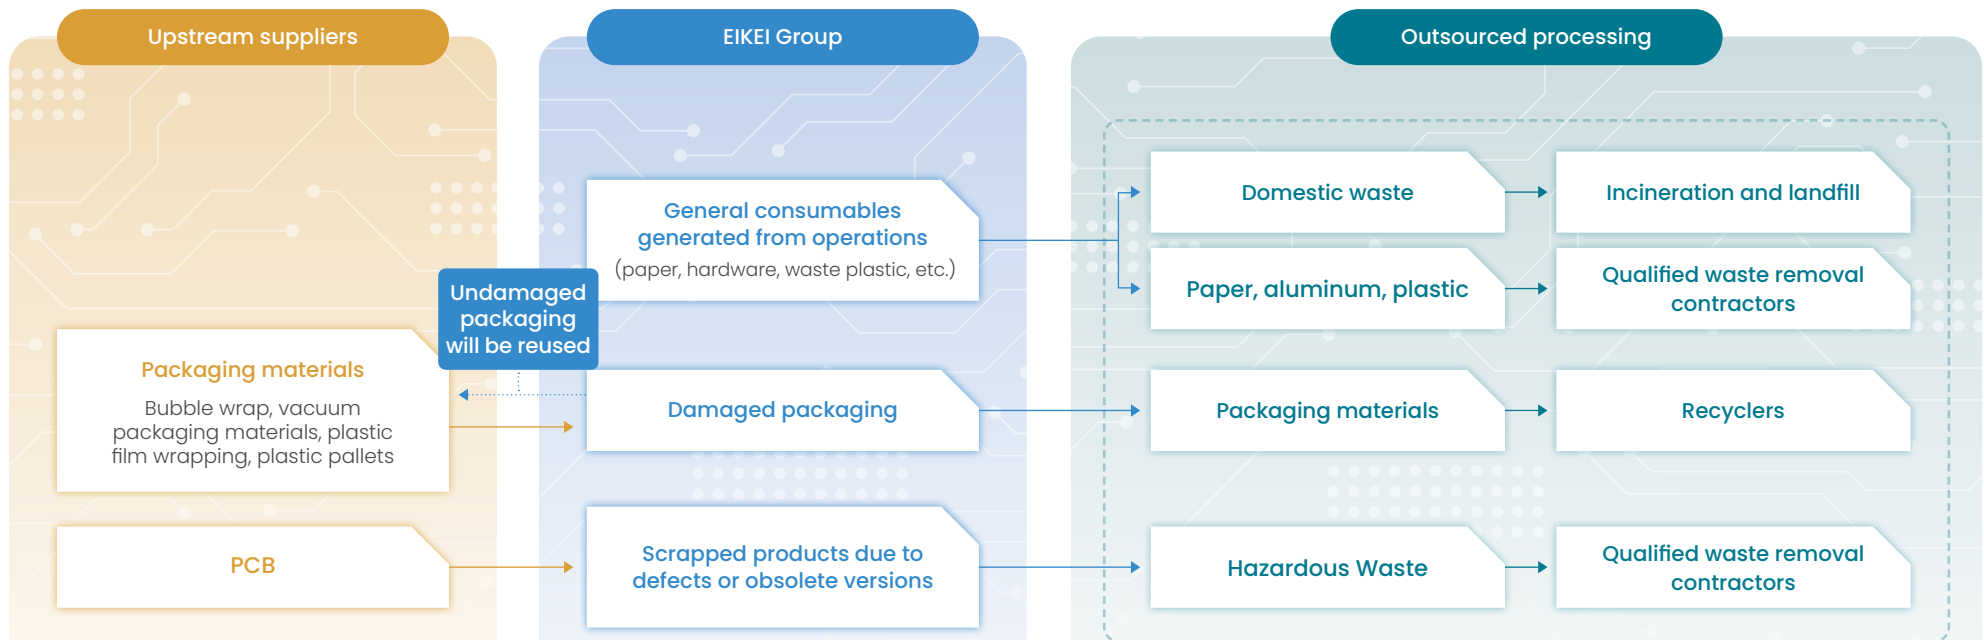 Upstream suppliers
EIKEI Group
Outsourced processing
General consumables
generated from operations
(paper, hardware, waste plastic, etc.)
Domestic waste
Incineration and landfill
Paper, aluminum, plastic
Qualified waste removal
contractors
Undamaged
packaging
will be reused
Packaging materials
Bubble wrap, vacuum
packaging materials, plastic
film wrapping, plastic pallets
Damaged packaging
Packaging materials
Recyclers
PCB
Scrapped products due to
defects or obsolete versions
Hazardous Waste
Qualified waste removal
contractors